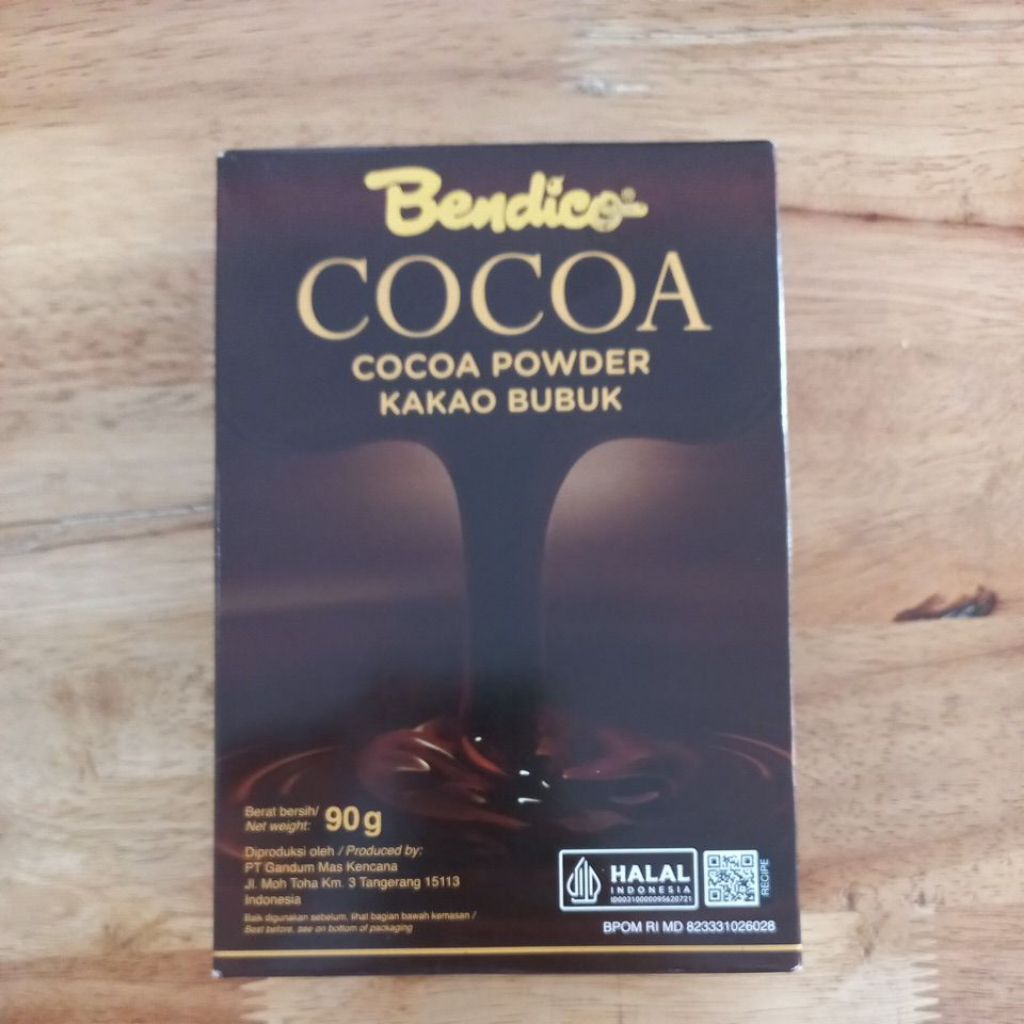 Bendico®
COCOA
COCOA POWDER
KAKAO BUBUK
Berat bersih/
Net weight: 90g
Diproduksi oleh / Produced by:
PT Gandum Mas Kencana
Jl. Moh Toha Km. 3 Tangerang 15113
Indonesia
Baik digunakan sebelum, lihat bagian bawah kemasan /
Best before, see on bottom of packaging
HALAL
INDONESIA
ID00310000095620721
RECIPE
BPOM RI MD 823331026028